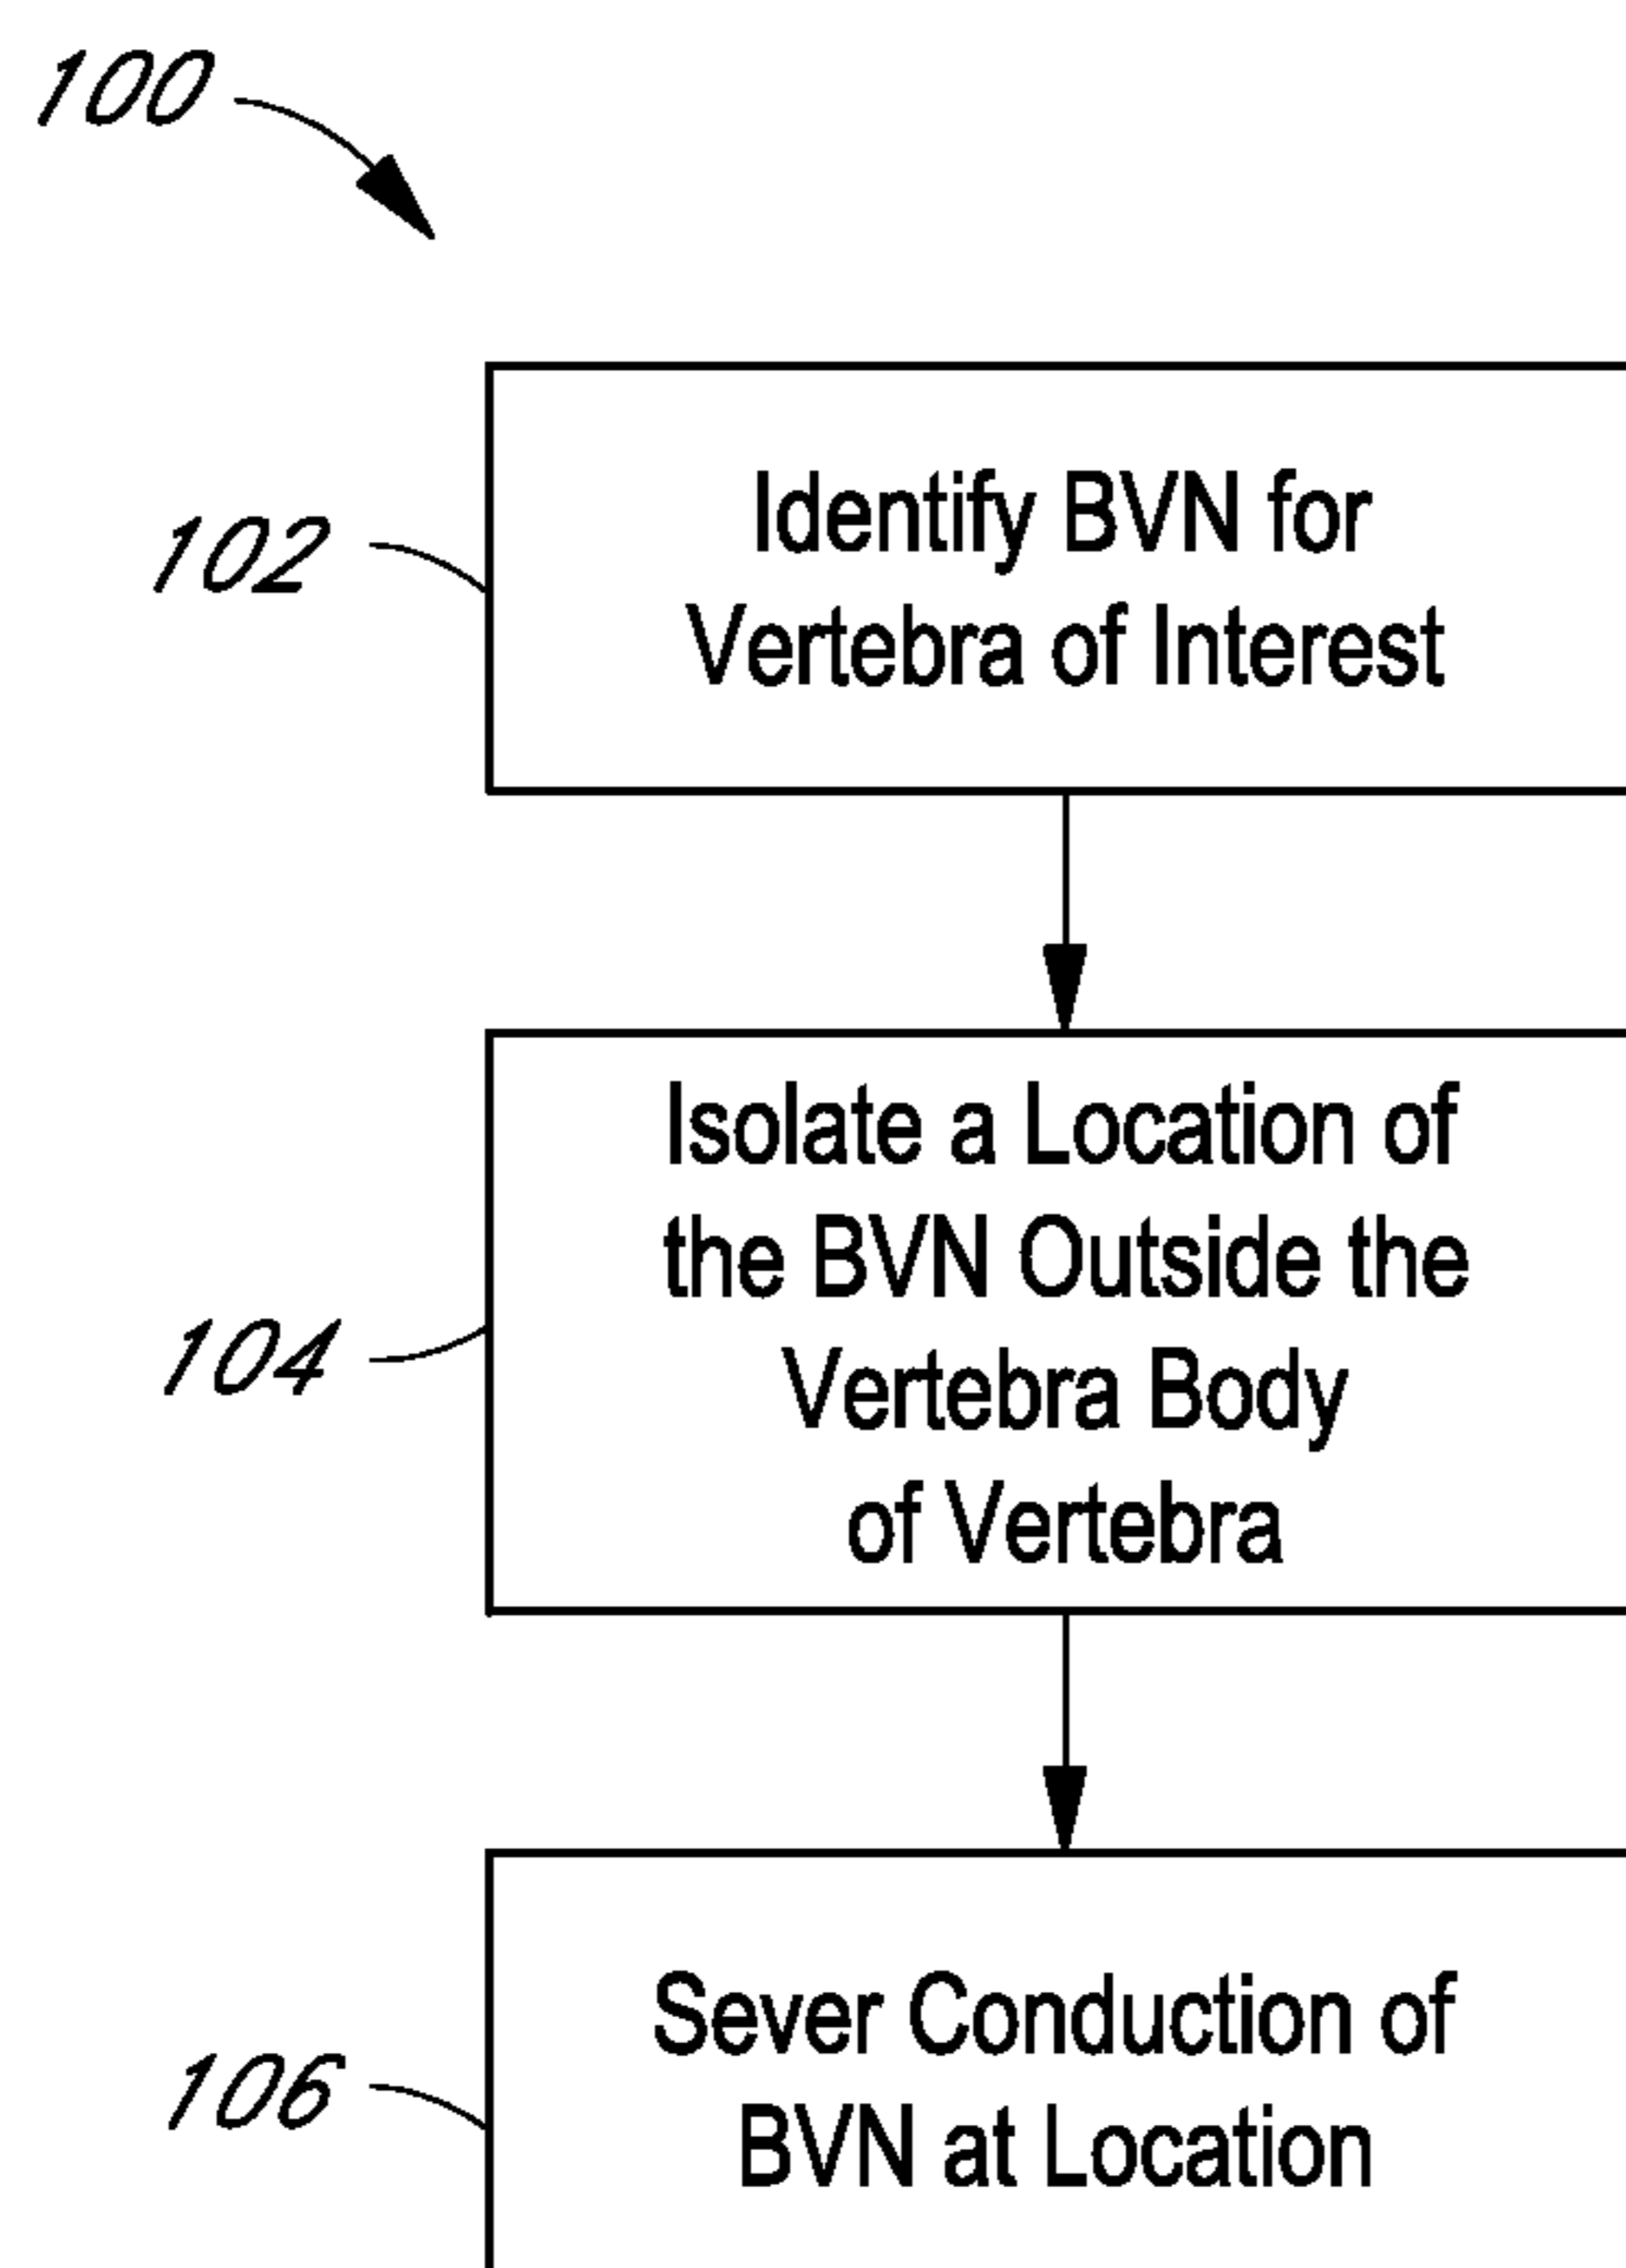 100
102
Identify BVN for
Vertebra of Interest
104
Isolate a Location of
the BVN Outside the
Vertebra Body
of Vertebra
106
Sever Conduction of
BVN at Location